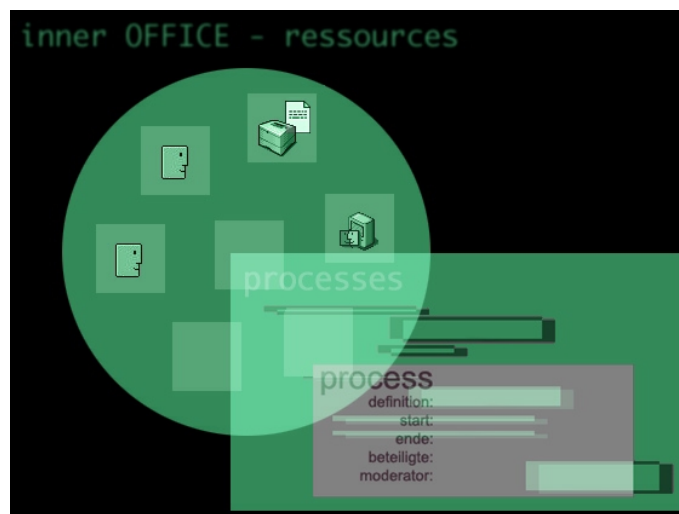 inner OFFICE - ressources
processes
process
definition:
start:
ende:
beteiligte:
moderator: